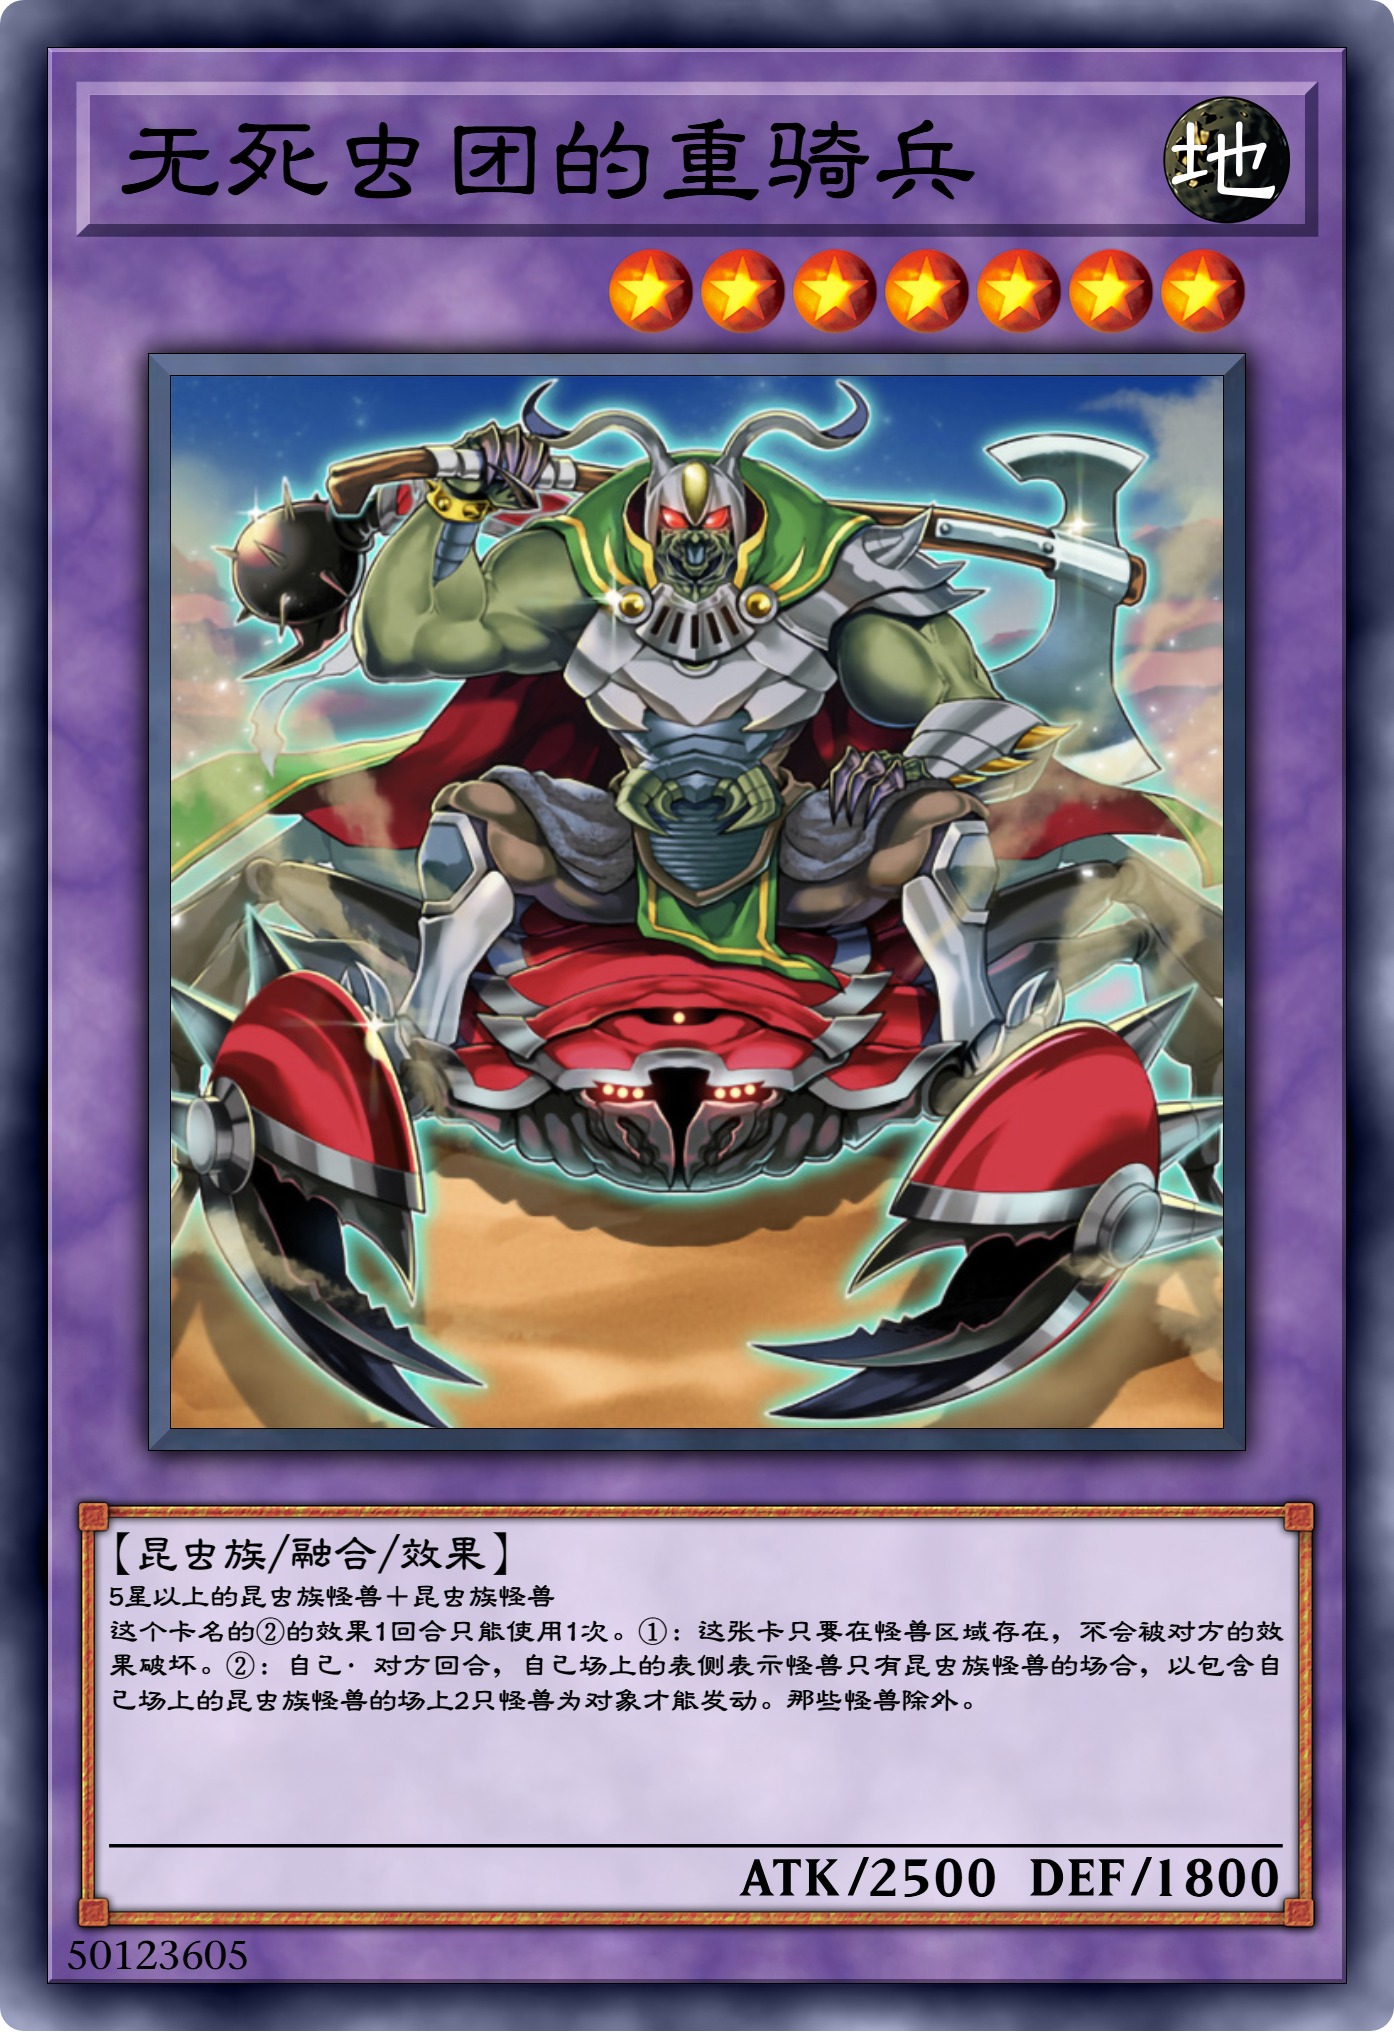 无死虫团的重骑兵
地
【昆虫族/融合/效果】
5星以上的昆虫族怪兽＋昆虫族怪兽
这个卡名的②的效果1回合只能使用1次。①：这张卡只要在怪兽区域存在，不会被对方的效
果破坏。②：自己·对方回合，自己场上的表侧表示怪兽只有昆虫族怪兽的场合，以包含自
己场上的昆虫族怪兽的场上2只怪兽为对象才能发动。那些怪兽除外。
ATK/2500 DEF/1800
50123605